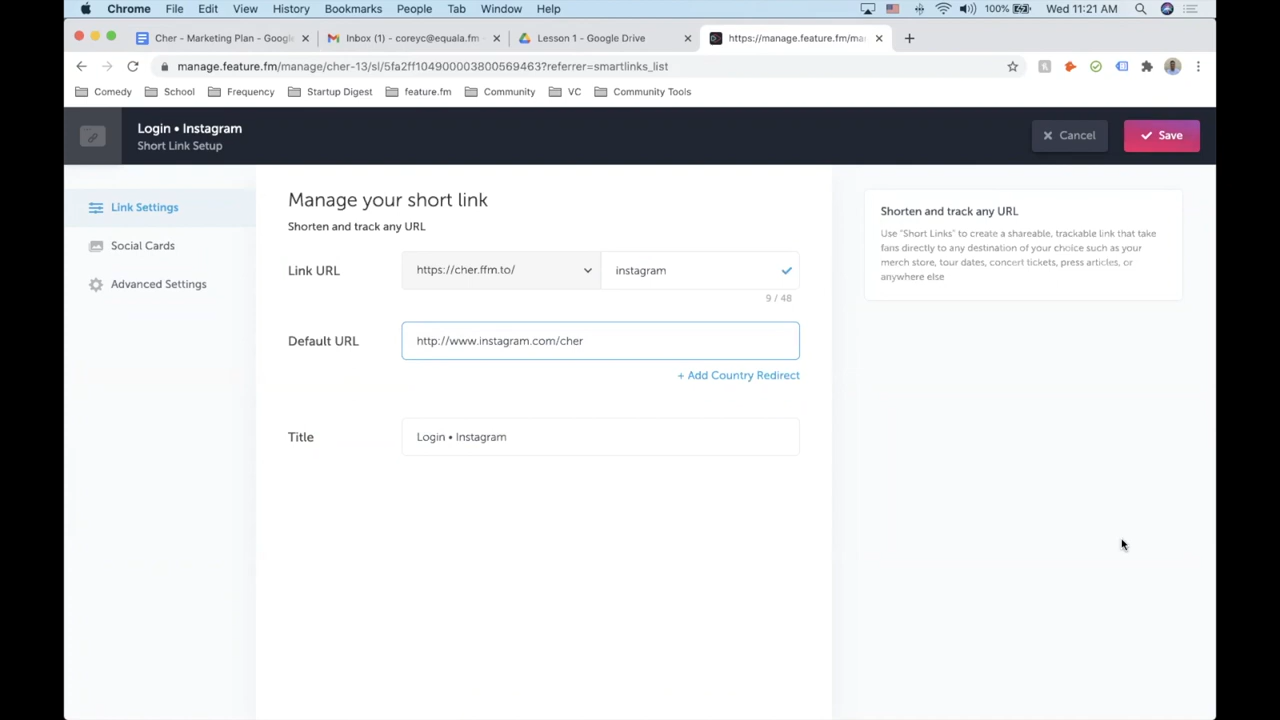 Chrome File Edit View History Bookmarks People Tab Window Help 100% Wed 11:21 AM
Cher - Marketing Plan - Google Inbox (1) - coreyc@equala.fm - Lesson 1 - Google Drive https://manage.feature.fm/ma
manage.feature.fm/manage/cher-13/sl/5fa2ff104900003800569463?referrer=smartlinks_list
Comedy School Frequency Startup Digest feature.fm Community VC Community Tools
Login • Instagram
Short Link Setup
Cancel Save
Link Settings
Social Cards
Advanced Settings
Manage your short link
Shorten and track any URL
Link URL https://cher.ffm.to/ instagram
9 / 48
Default URL http://www.instagram.com/cher
+ Add Country Redirect
Title Login • Instagram
Shorten and track any URL
Use "Short Links" to create a shareable, trackable link that take
fans directly to any destination of your choice such as your
merch store, tour dates, concert tickets, press articles, or
anywhere else